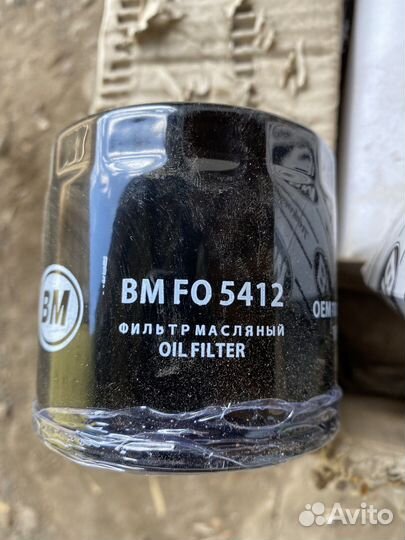 BM
BM FO 5412
ФИЛЬТР МАСЛЯНЫЙ
OIL FILTER
OEM
Avito